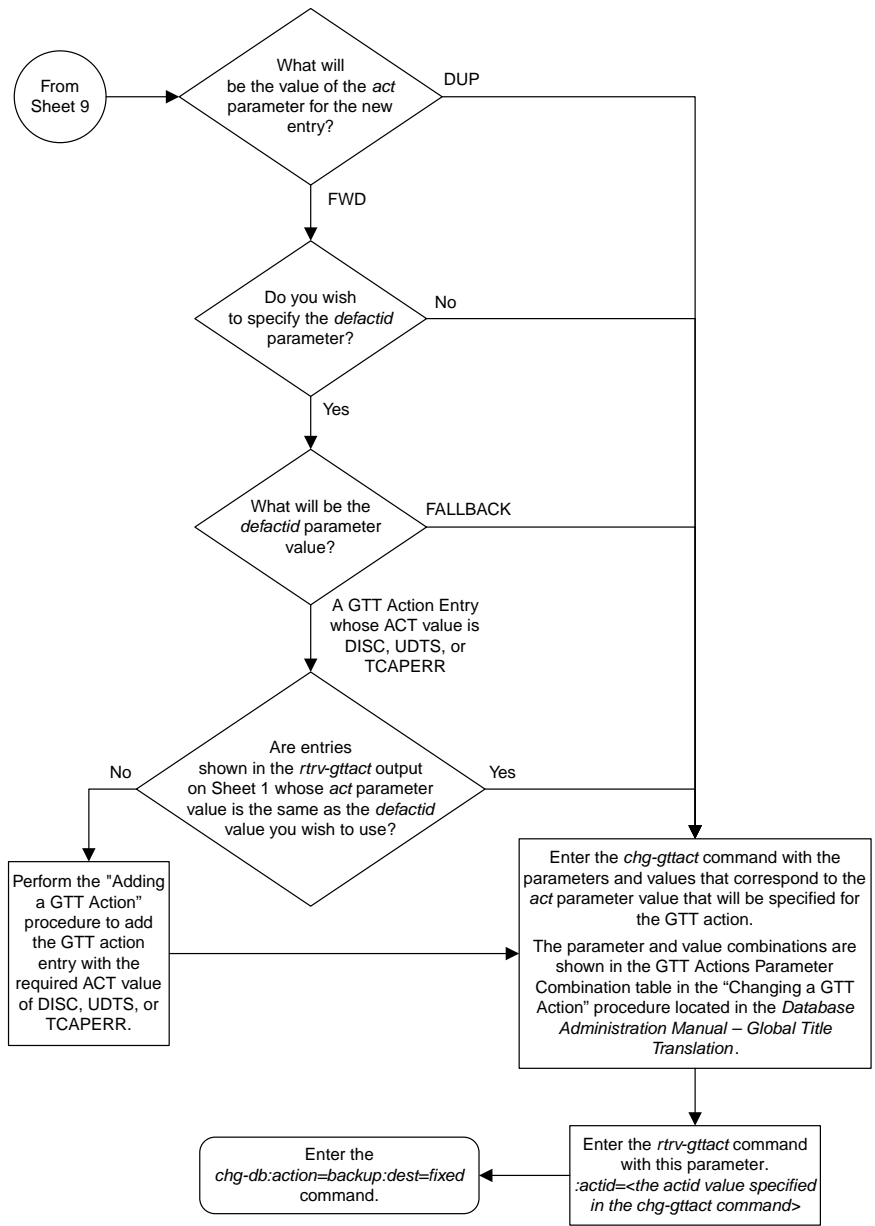 From
Sheet 9
What will
be the value of the act
parameter for the new
entry?
DUP
FWD
Do you wish
to specify the defactid
parameter?
No
Yes
What will be the
defactid parameter
value?
FALLBACK
A GTT Action Entry
whose ACT value is
DISC, UDTS, or
TCAPERR
Are entries
shown in the rtrv-gttact output
on Sheet 1 whose act parameter
value is the same as the defactid
value you wish to use?
No
Yes
Perform the "Adding
a GTT Action”
procedure to add
the GTT action
entry with the
required ACT value
of DISC, UDTS, or
TCAPERR.
Enter the chg-gttact command with the
parameters and values that correspond to the
act parameter value that will be specified for
the GTT action.
The parameter and value combinations are
shown in the GTT Actions Parameter
Combination table in the “Changing a GTT
Action” procedure located in the Database
Administration Manual – Global Title
Translation.
Enter the rtrv-gttact command
with this parameter.
:actid=<the actid value specified
in the chg-gttact command>
Enter the
chg-db:action=backup:dest=fixed
command.